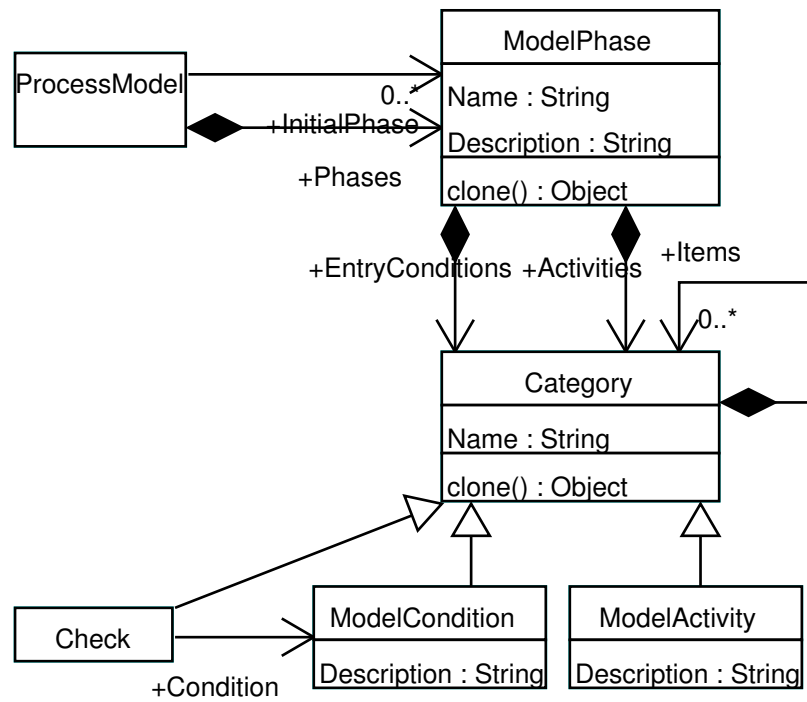 ModelPhase
ProcessModel
0..*
Name : String
+InitialPhase
Description : String
+Phases
clone() : Object
+EntryConditions
+Activities
+Items
0..*
Category
Name : String
clone() : Object
Check
+Condition
ModelCondition
Description : String
ModelActivity
Description : String